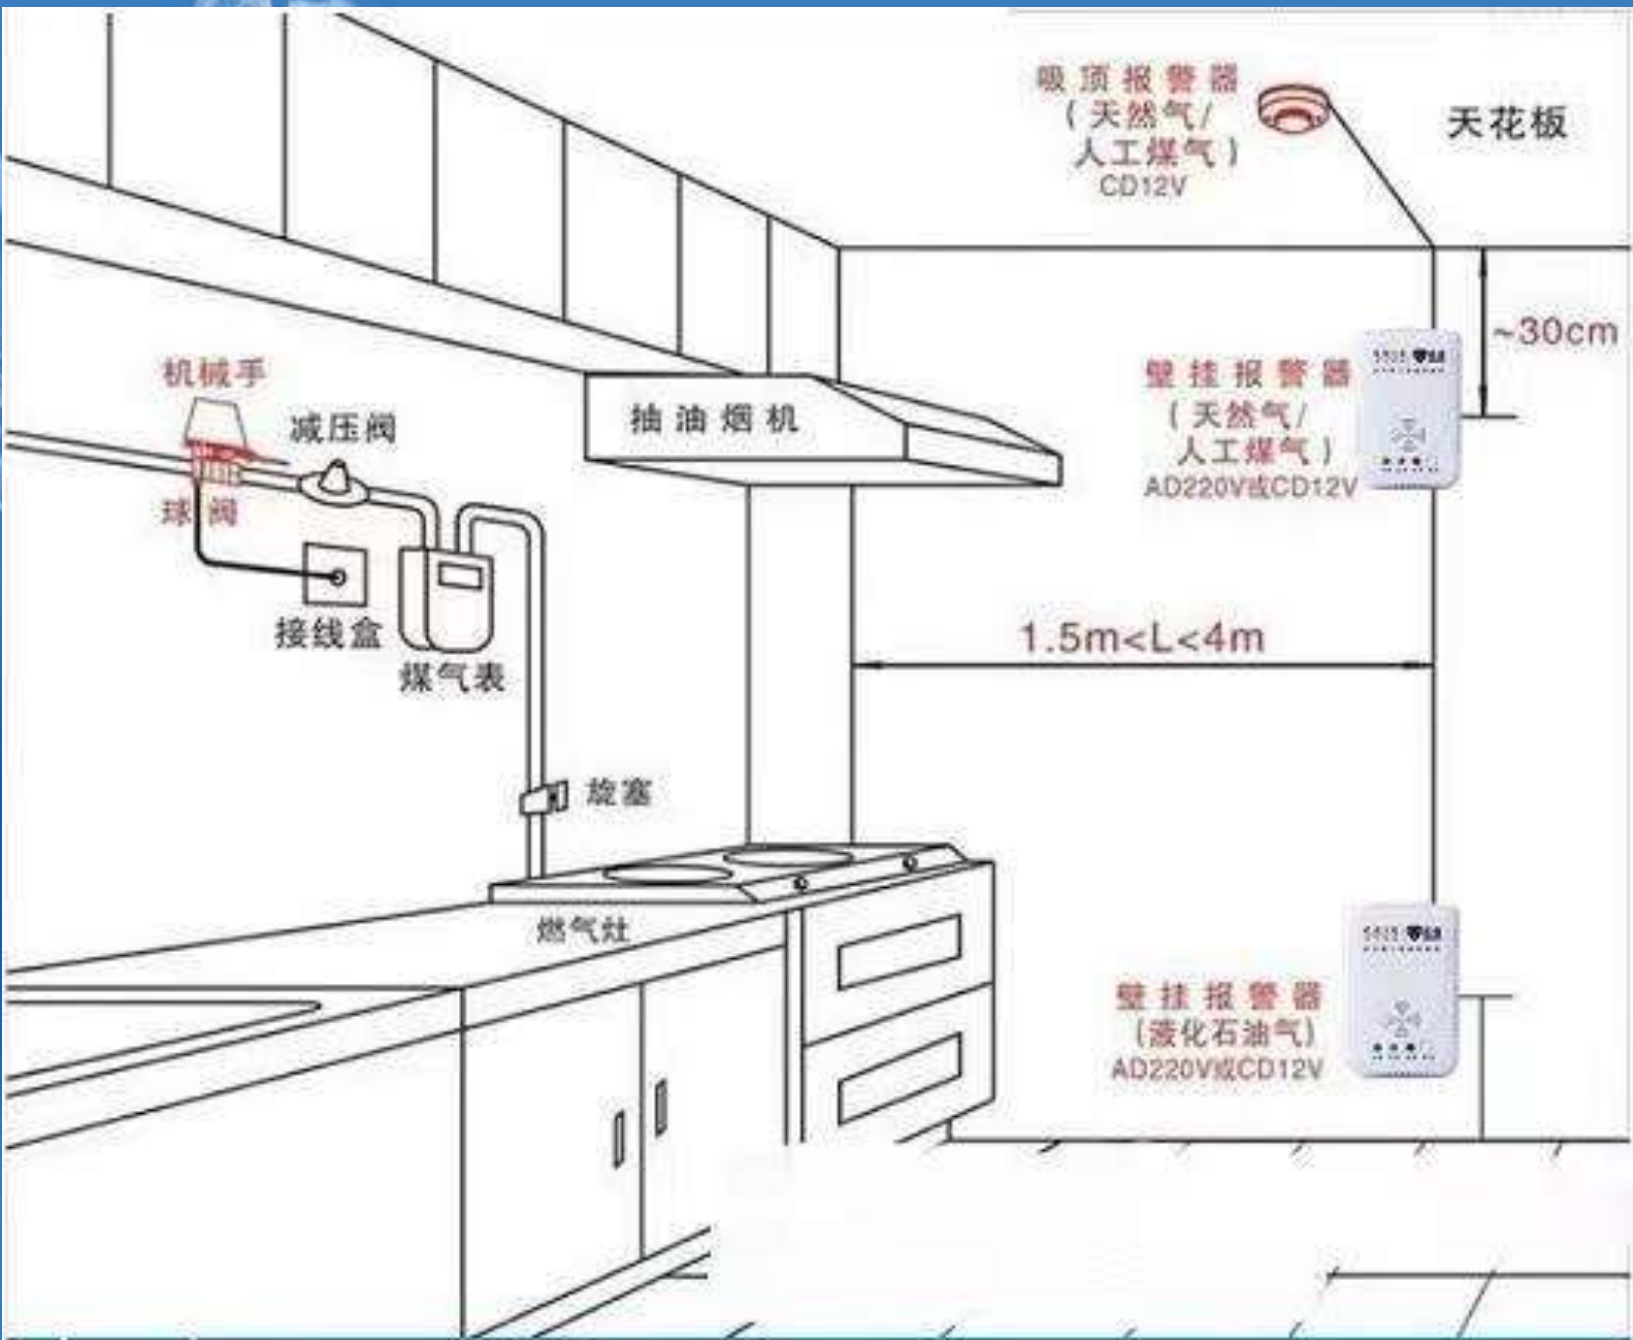 吸顶报警器
(天然气/
人工煤气)
CD12V
天花板
~30cm
机械手
减压阀
抽油烟机
壁挂报警器
(天然气/
人工煤气)
AD220V或CD12V
球阀
接线盒
煤气表
1.5m<L<4m
旋塞
燃气灶
壁挂报警器
(液化石油气)
AD220V或CD12V